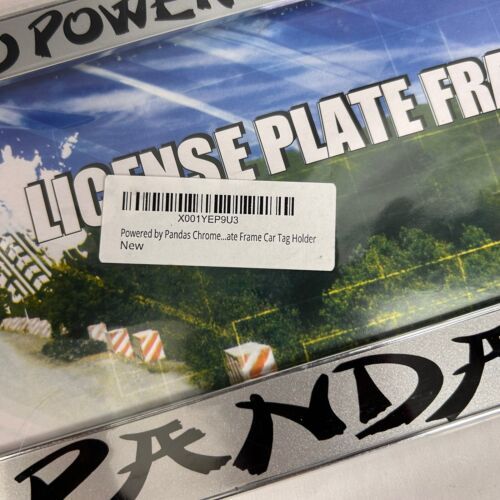 POWER
LICENSE PLATE FRA
X001YEP9U3
Powered by Pandas Chrome...ate Frame Car Tag Holder
New
PANDA